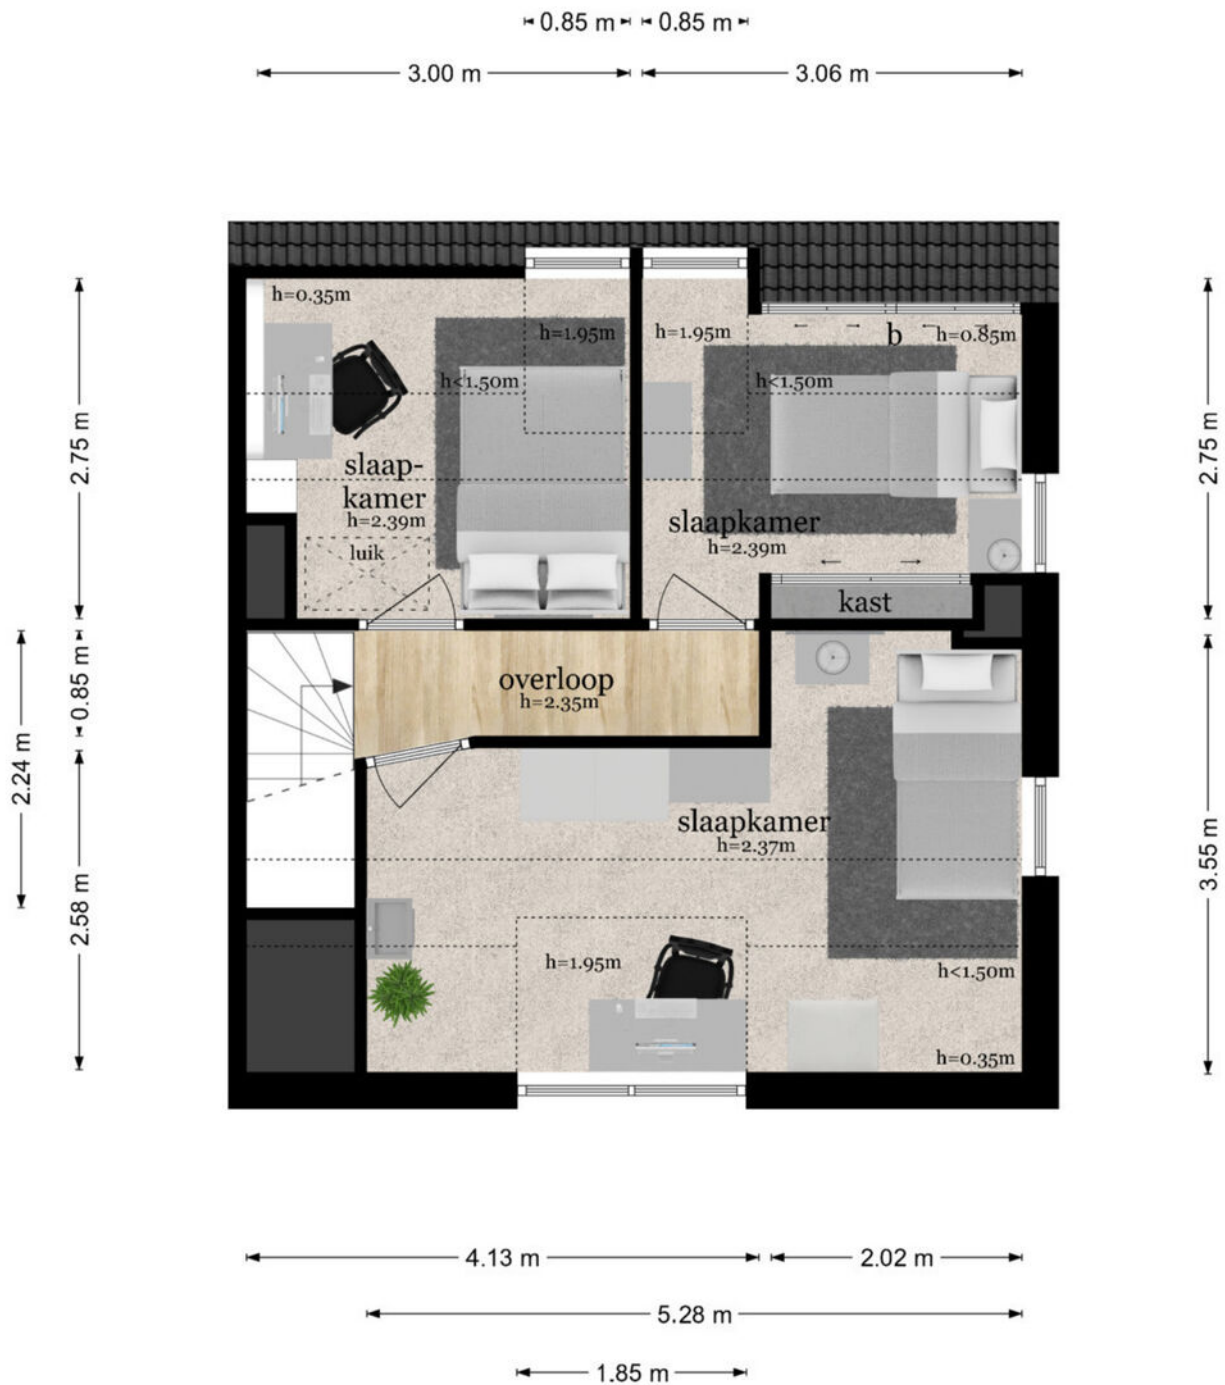 0.85 m 0.85 m
3.00 m 3.06 m
h=0.35m
h=1.95m h=1.95m b h=0.85m
h<1.50m h<1.50m
2.75 m 2.75 m
slaap-
kamer
h=2.39m
slaapkamer
h=2.39m
luik
kast
0.85 m
overloop
h=2.35m
2.24 m
slaapkamer
h=2.37m
3.55 m
2.58 m
h=1.95m h<1.50m
h=0.35m
4.13 m 2.02 m
5.28 m
1.85 m